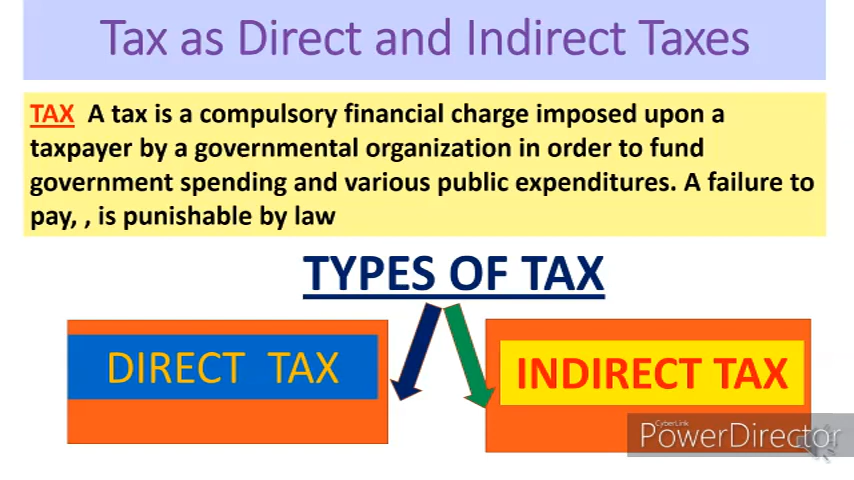 Tax as Direct and Indirect Taxes
TAX A tax is a compulsory financial charge imposed upon a
taxpayer by a governmental organization in order to fund
government spending and various public expenditures. A failure to
pay, , is punishable by law
TYPES OF TAX
DIRECT TAX
INDIRECT TAX
CyberLink
PowerDirector